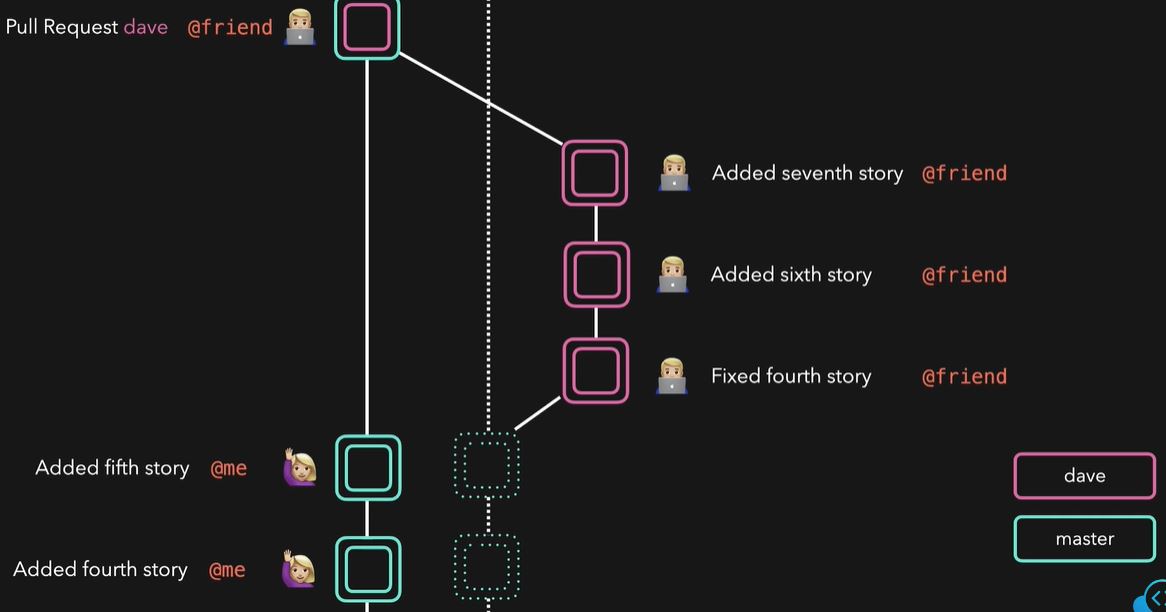 Pull Request dave @friend
Added seventh story @friend
Added sixth story @friend
Fixed fourth story @friend
Added fifth story @me
dave
master
Added fourth story @me